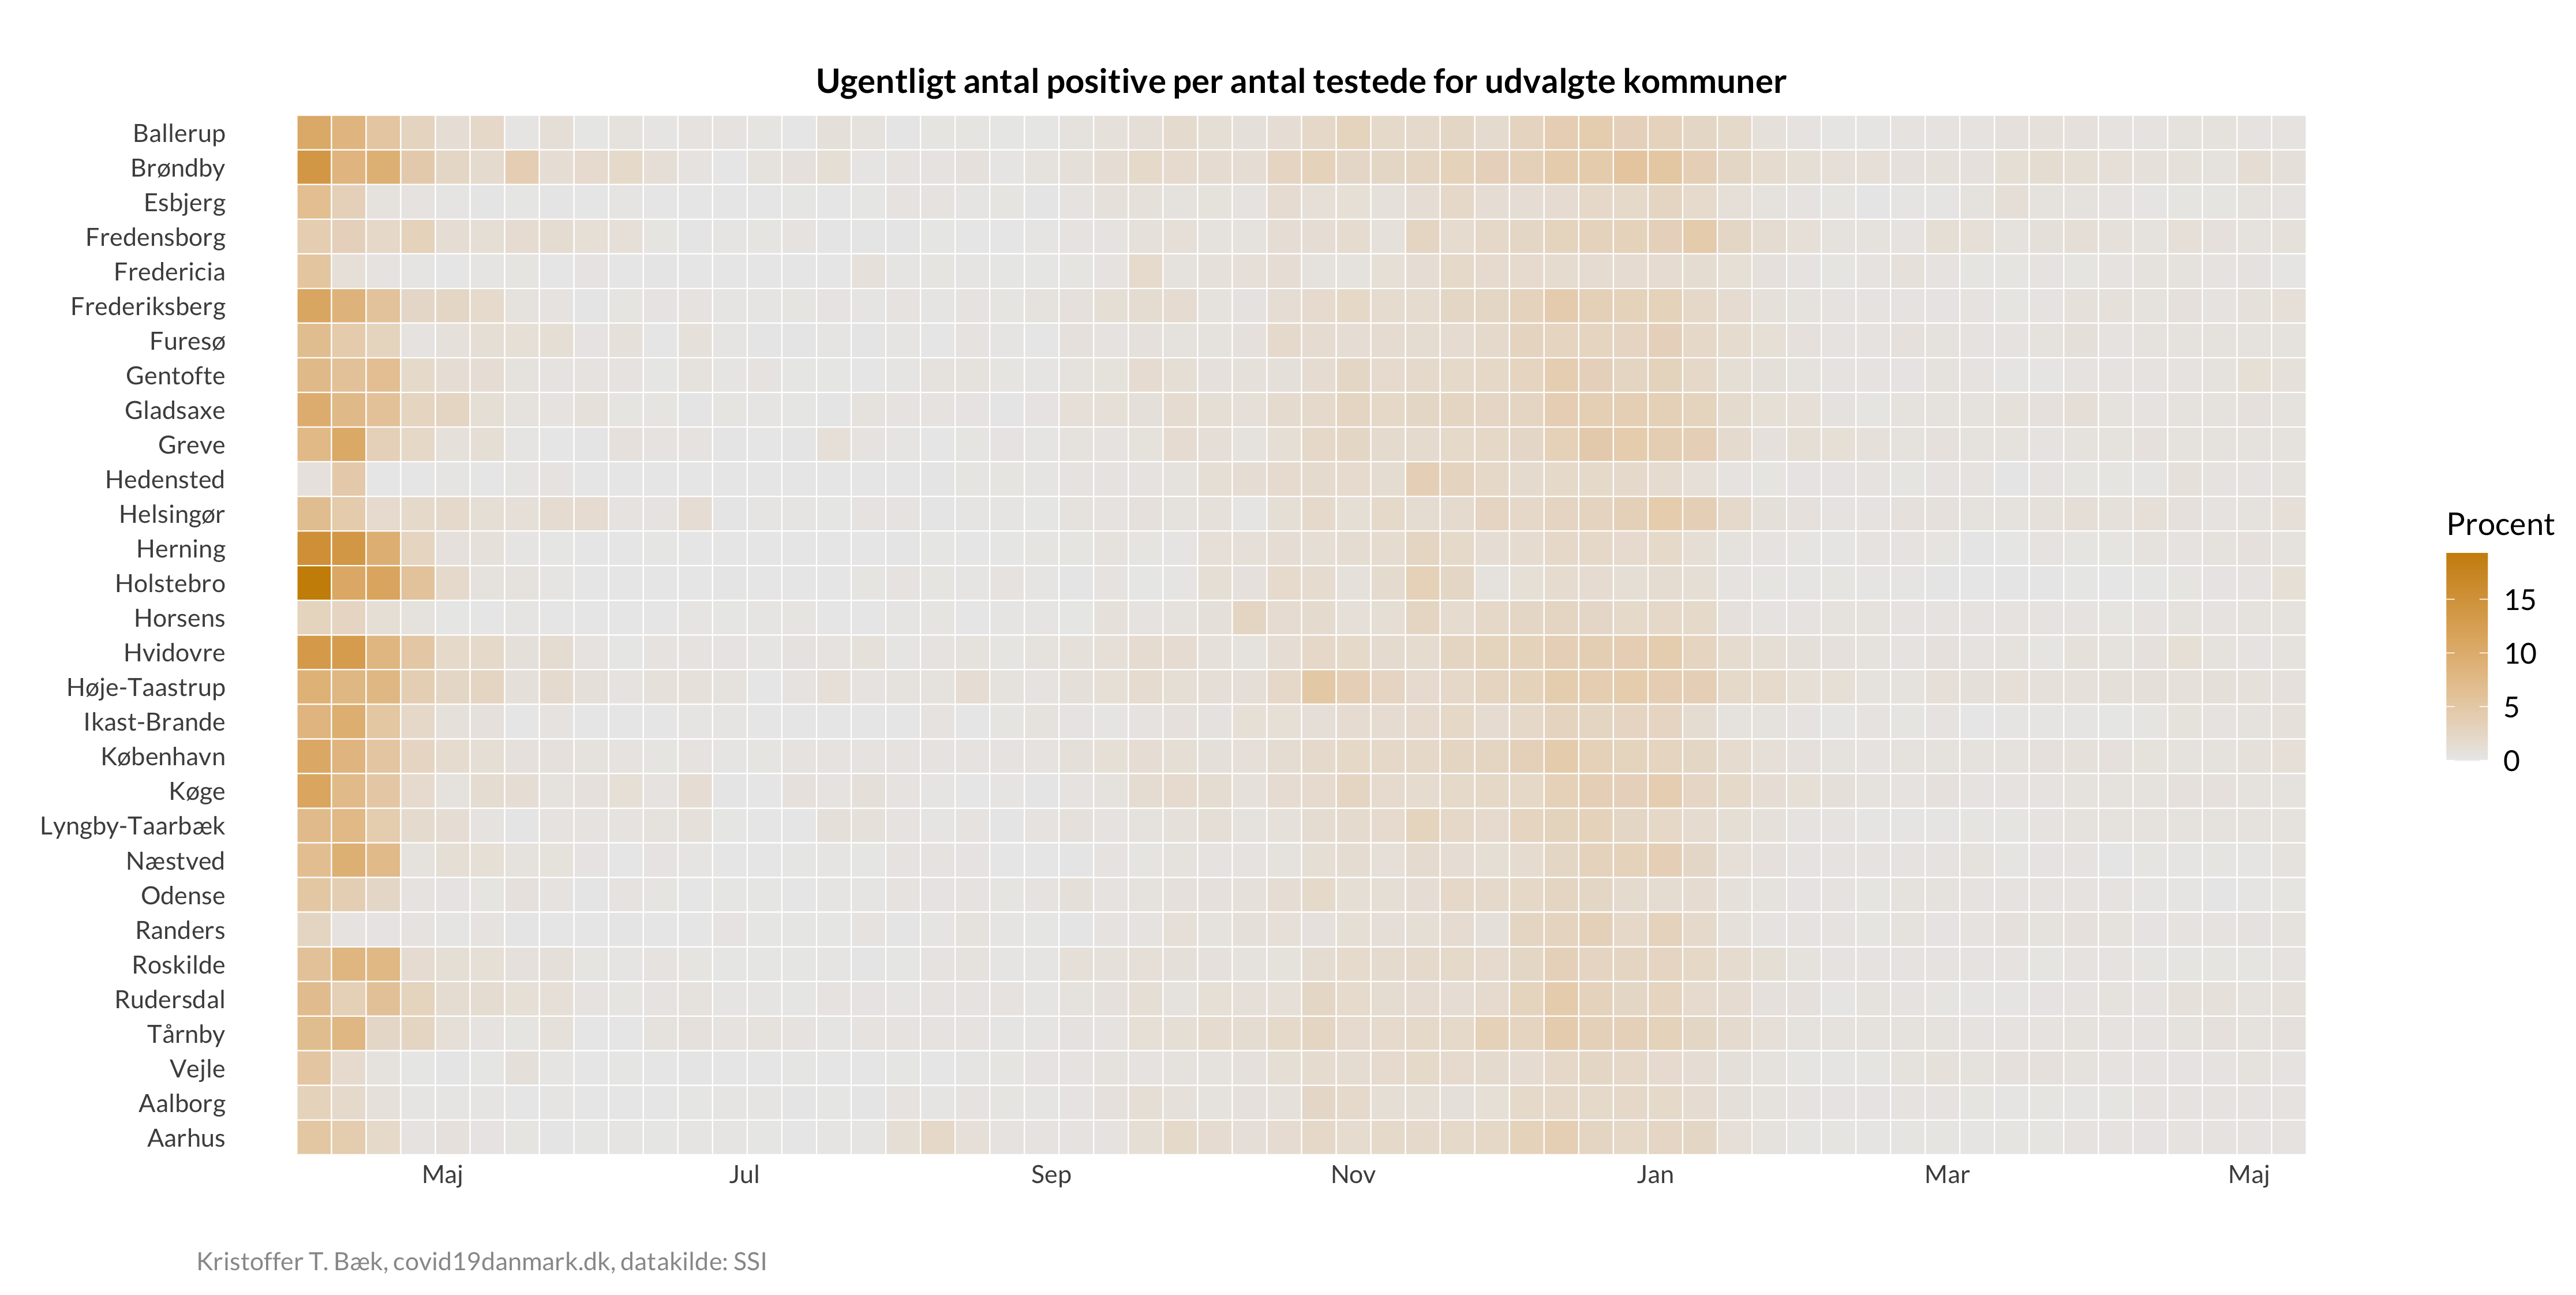 Ugentligt antal positive per antal testede for udvalgte kommuner
Ballerup
Brøndby
Esbjerg
Fredensborg
Fredericia
Frederiksberg
Furesø
Gentofte
Gladsaxe
Greve
Hedensted
Helsingør
Herning
Holstebro
Horsens
Hvidovre
Høje-Taastrup
Ikast-Brande
København
Køge
Lyngby-Taarbæk
Næstved
Odense
Randers
Roskilde
Rudersdal
Tårnby
Vejle
Aalborg
Aarhus
Maj Jul Sep Nov Jan Mar Maj
Procent
15
10
5
0
Kristoffer T. Bæk, covid19danmark.dk, datakilde: SSI